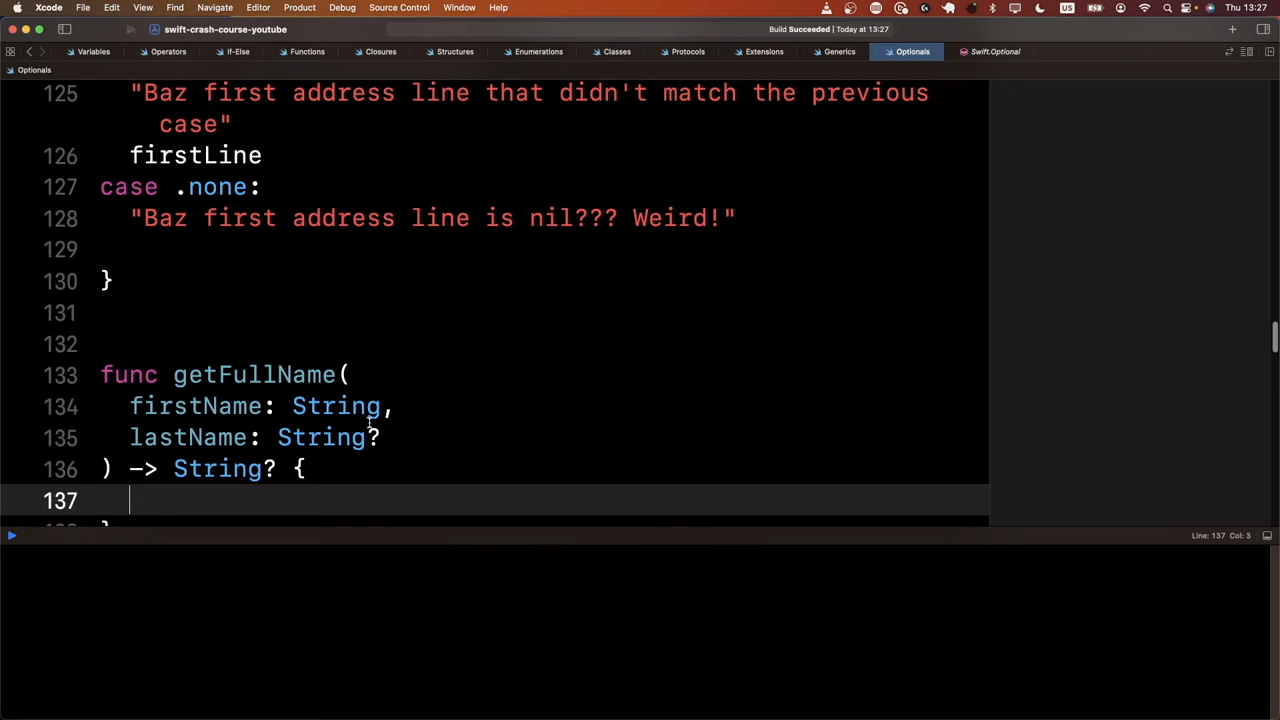 Xcode File Edit View Find Navigate Editor Product Debug Source Control Window Help US Thu 13:27
swift-crash-course-youtube Build Succeeded | Today at 13:27
Variables Operators If-Else Functions Closures Structures Enumerations Classes Protocols Extensions Generics Optionals Swift.Optional
Optionals
125 "Baz first address line that didn't match the previous
case"
126 firstLine
127 case .none:
128 "Baz first address line is nil??? Weird!"
129
130 }
131
132
133 func getFullName(
134 firstName: String,
135 lastName: String?
136 ) -> String? {
137
Line: 137 Col: 3